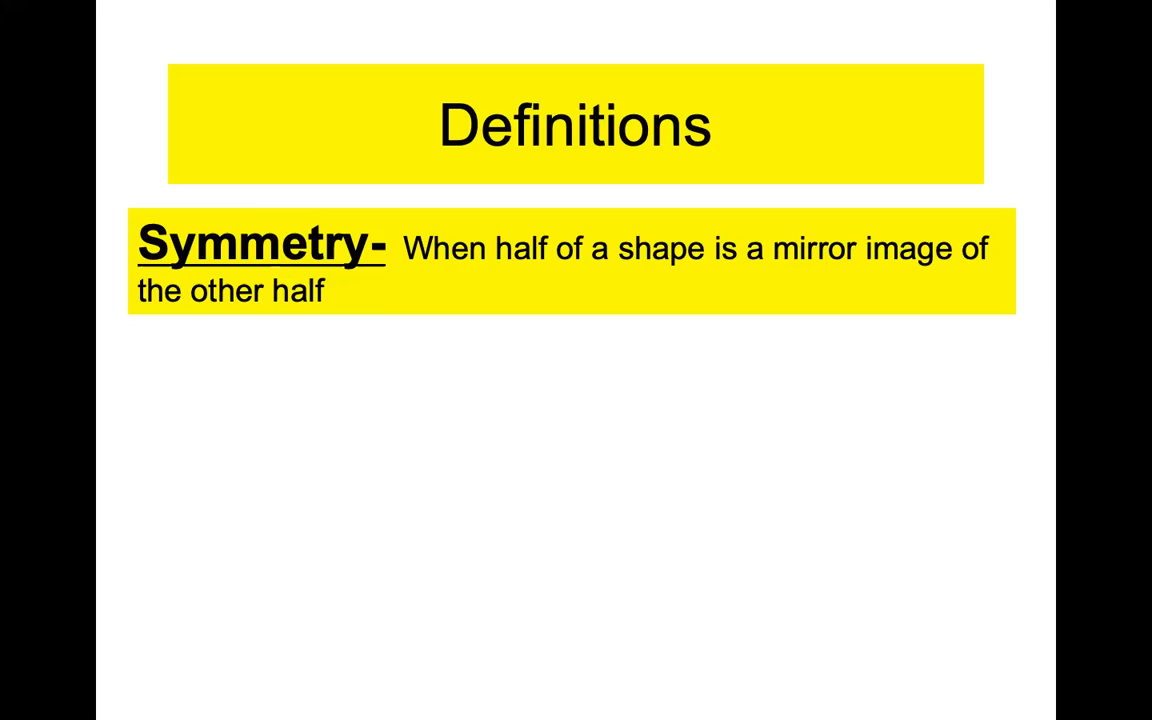 Definitions
Symmetry- When half of a shape is a mirror image of
the other half